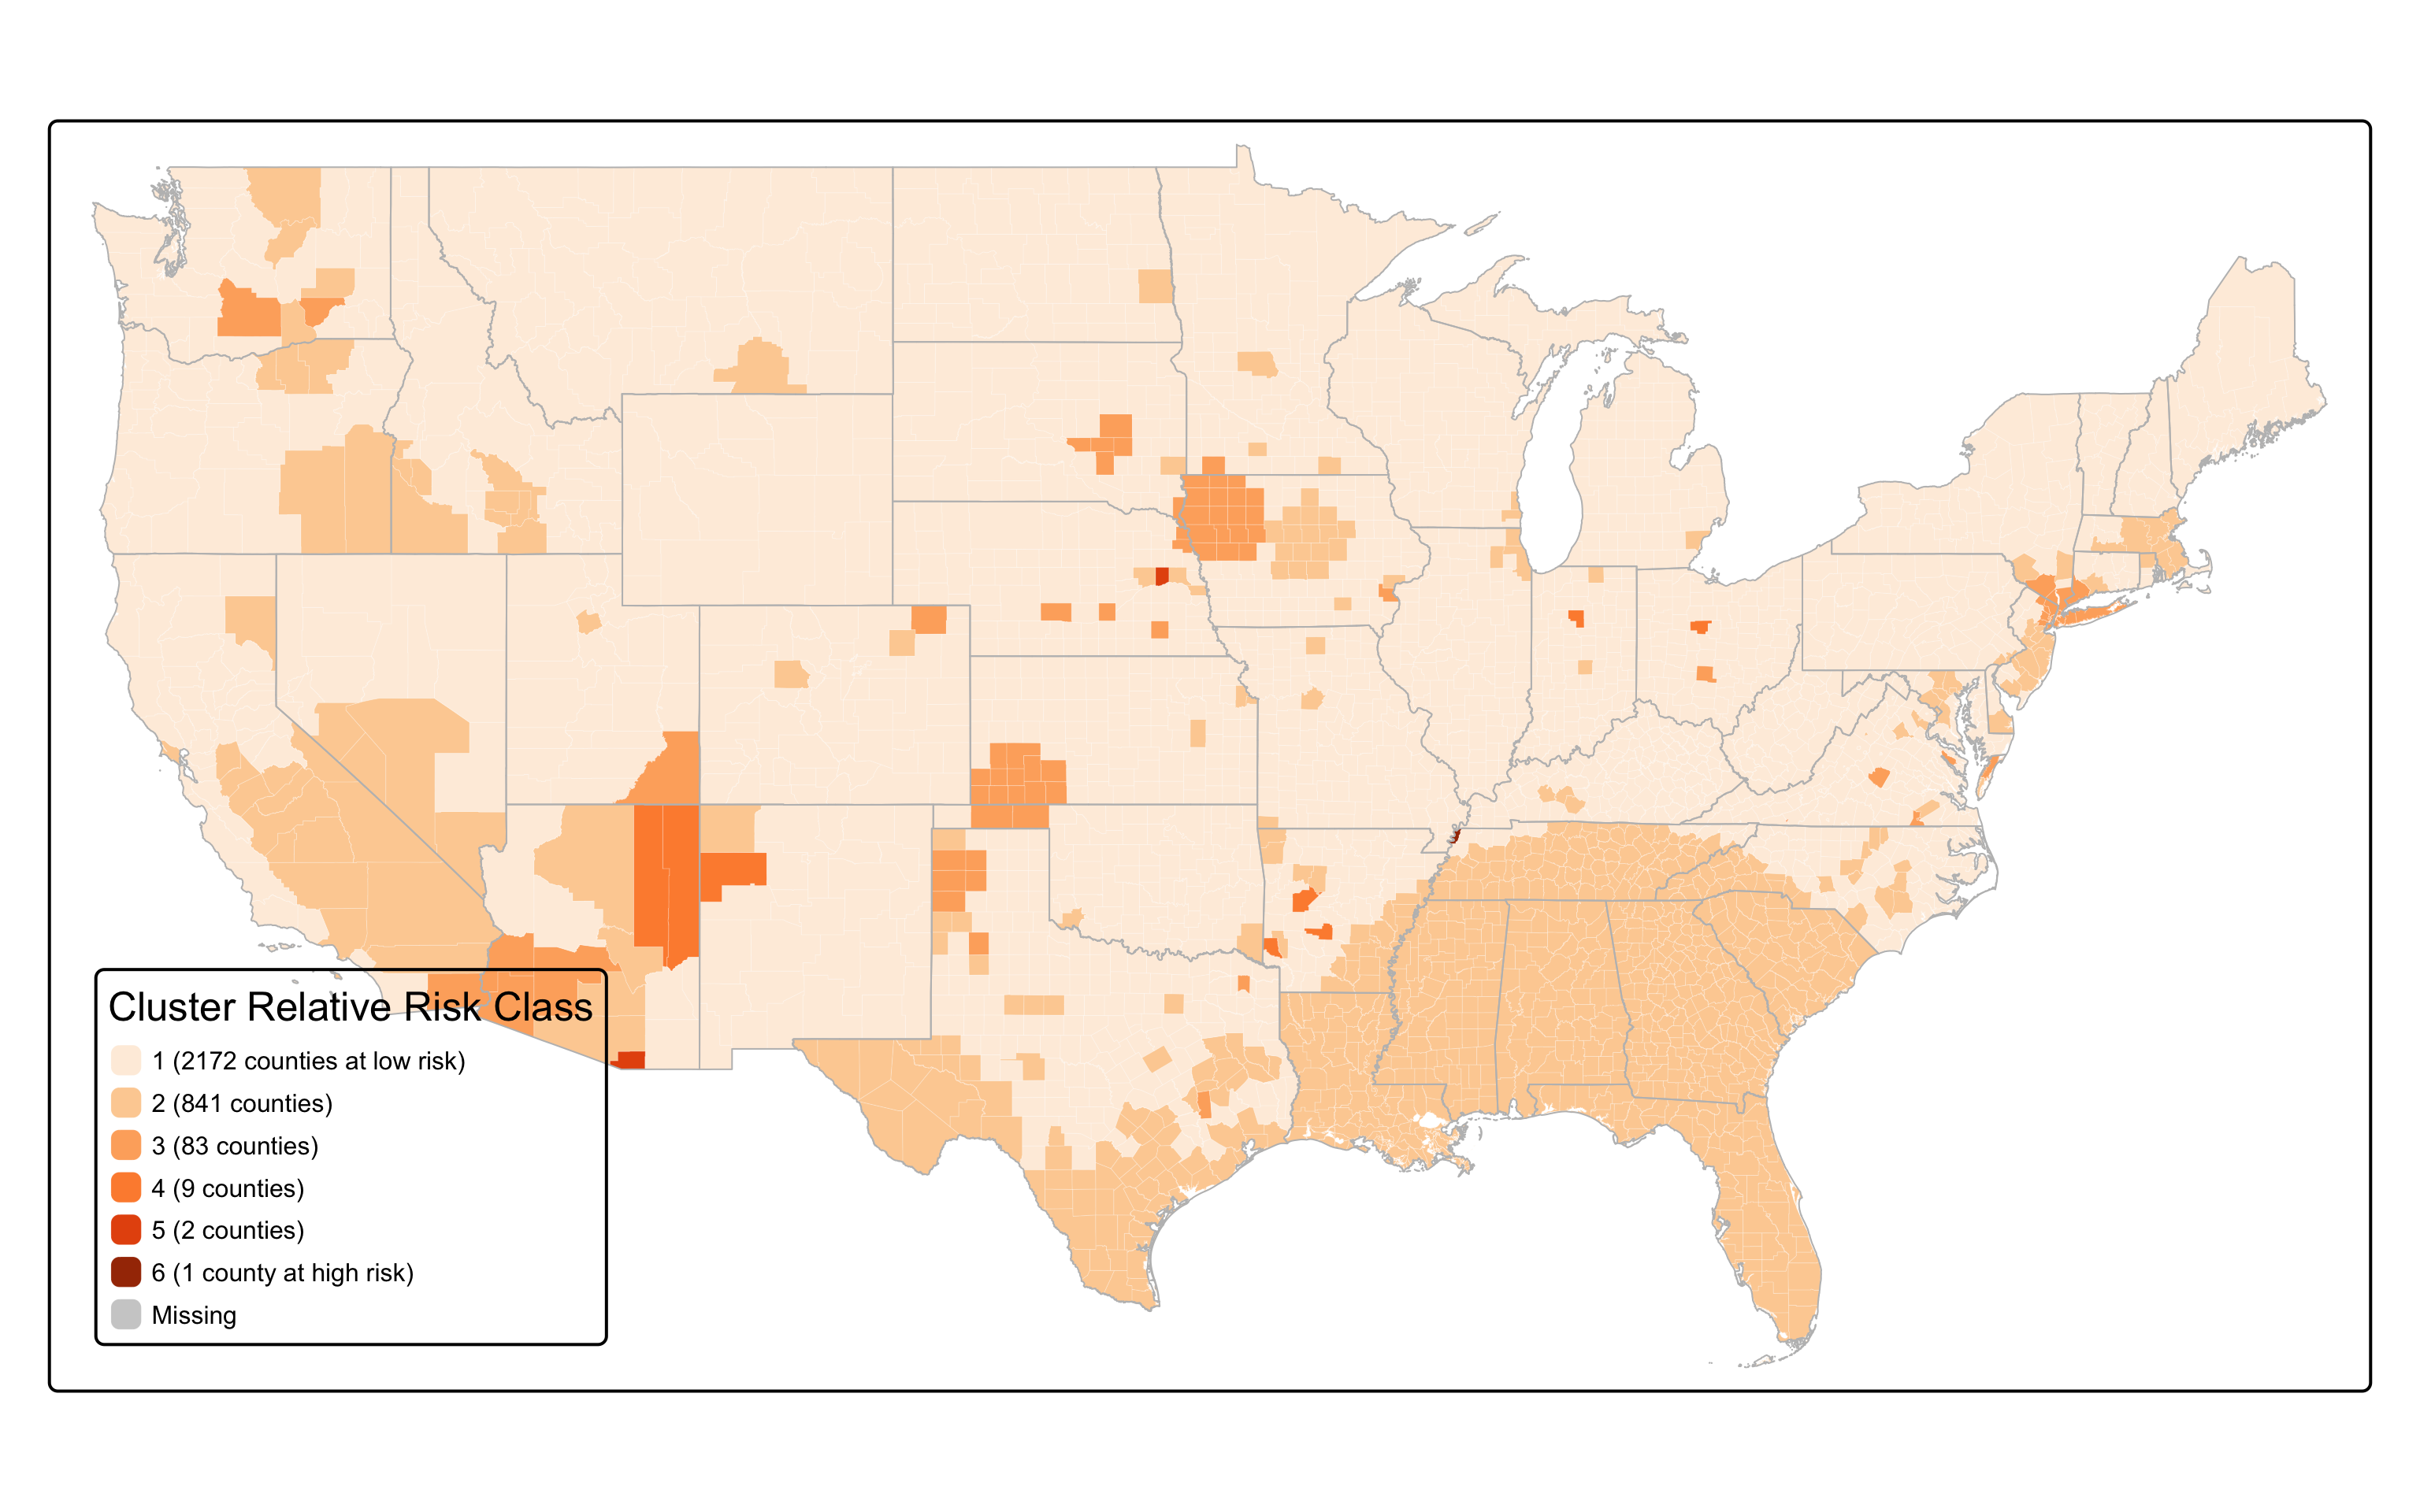 Cluster Relative Risk Class
1 (2172 counties at low risk)
2 (841 counties)
3 (83 counties)
4 (9 counties)
5 (2 counties)
6 (1 county at high risk)
Missing